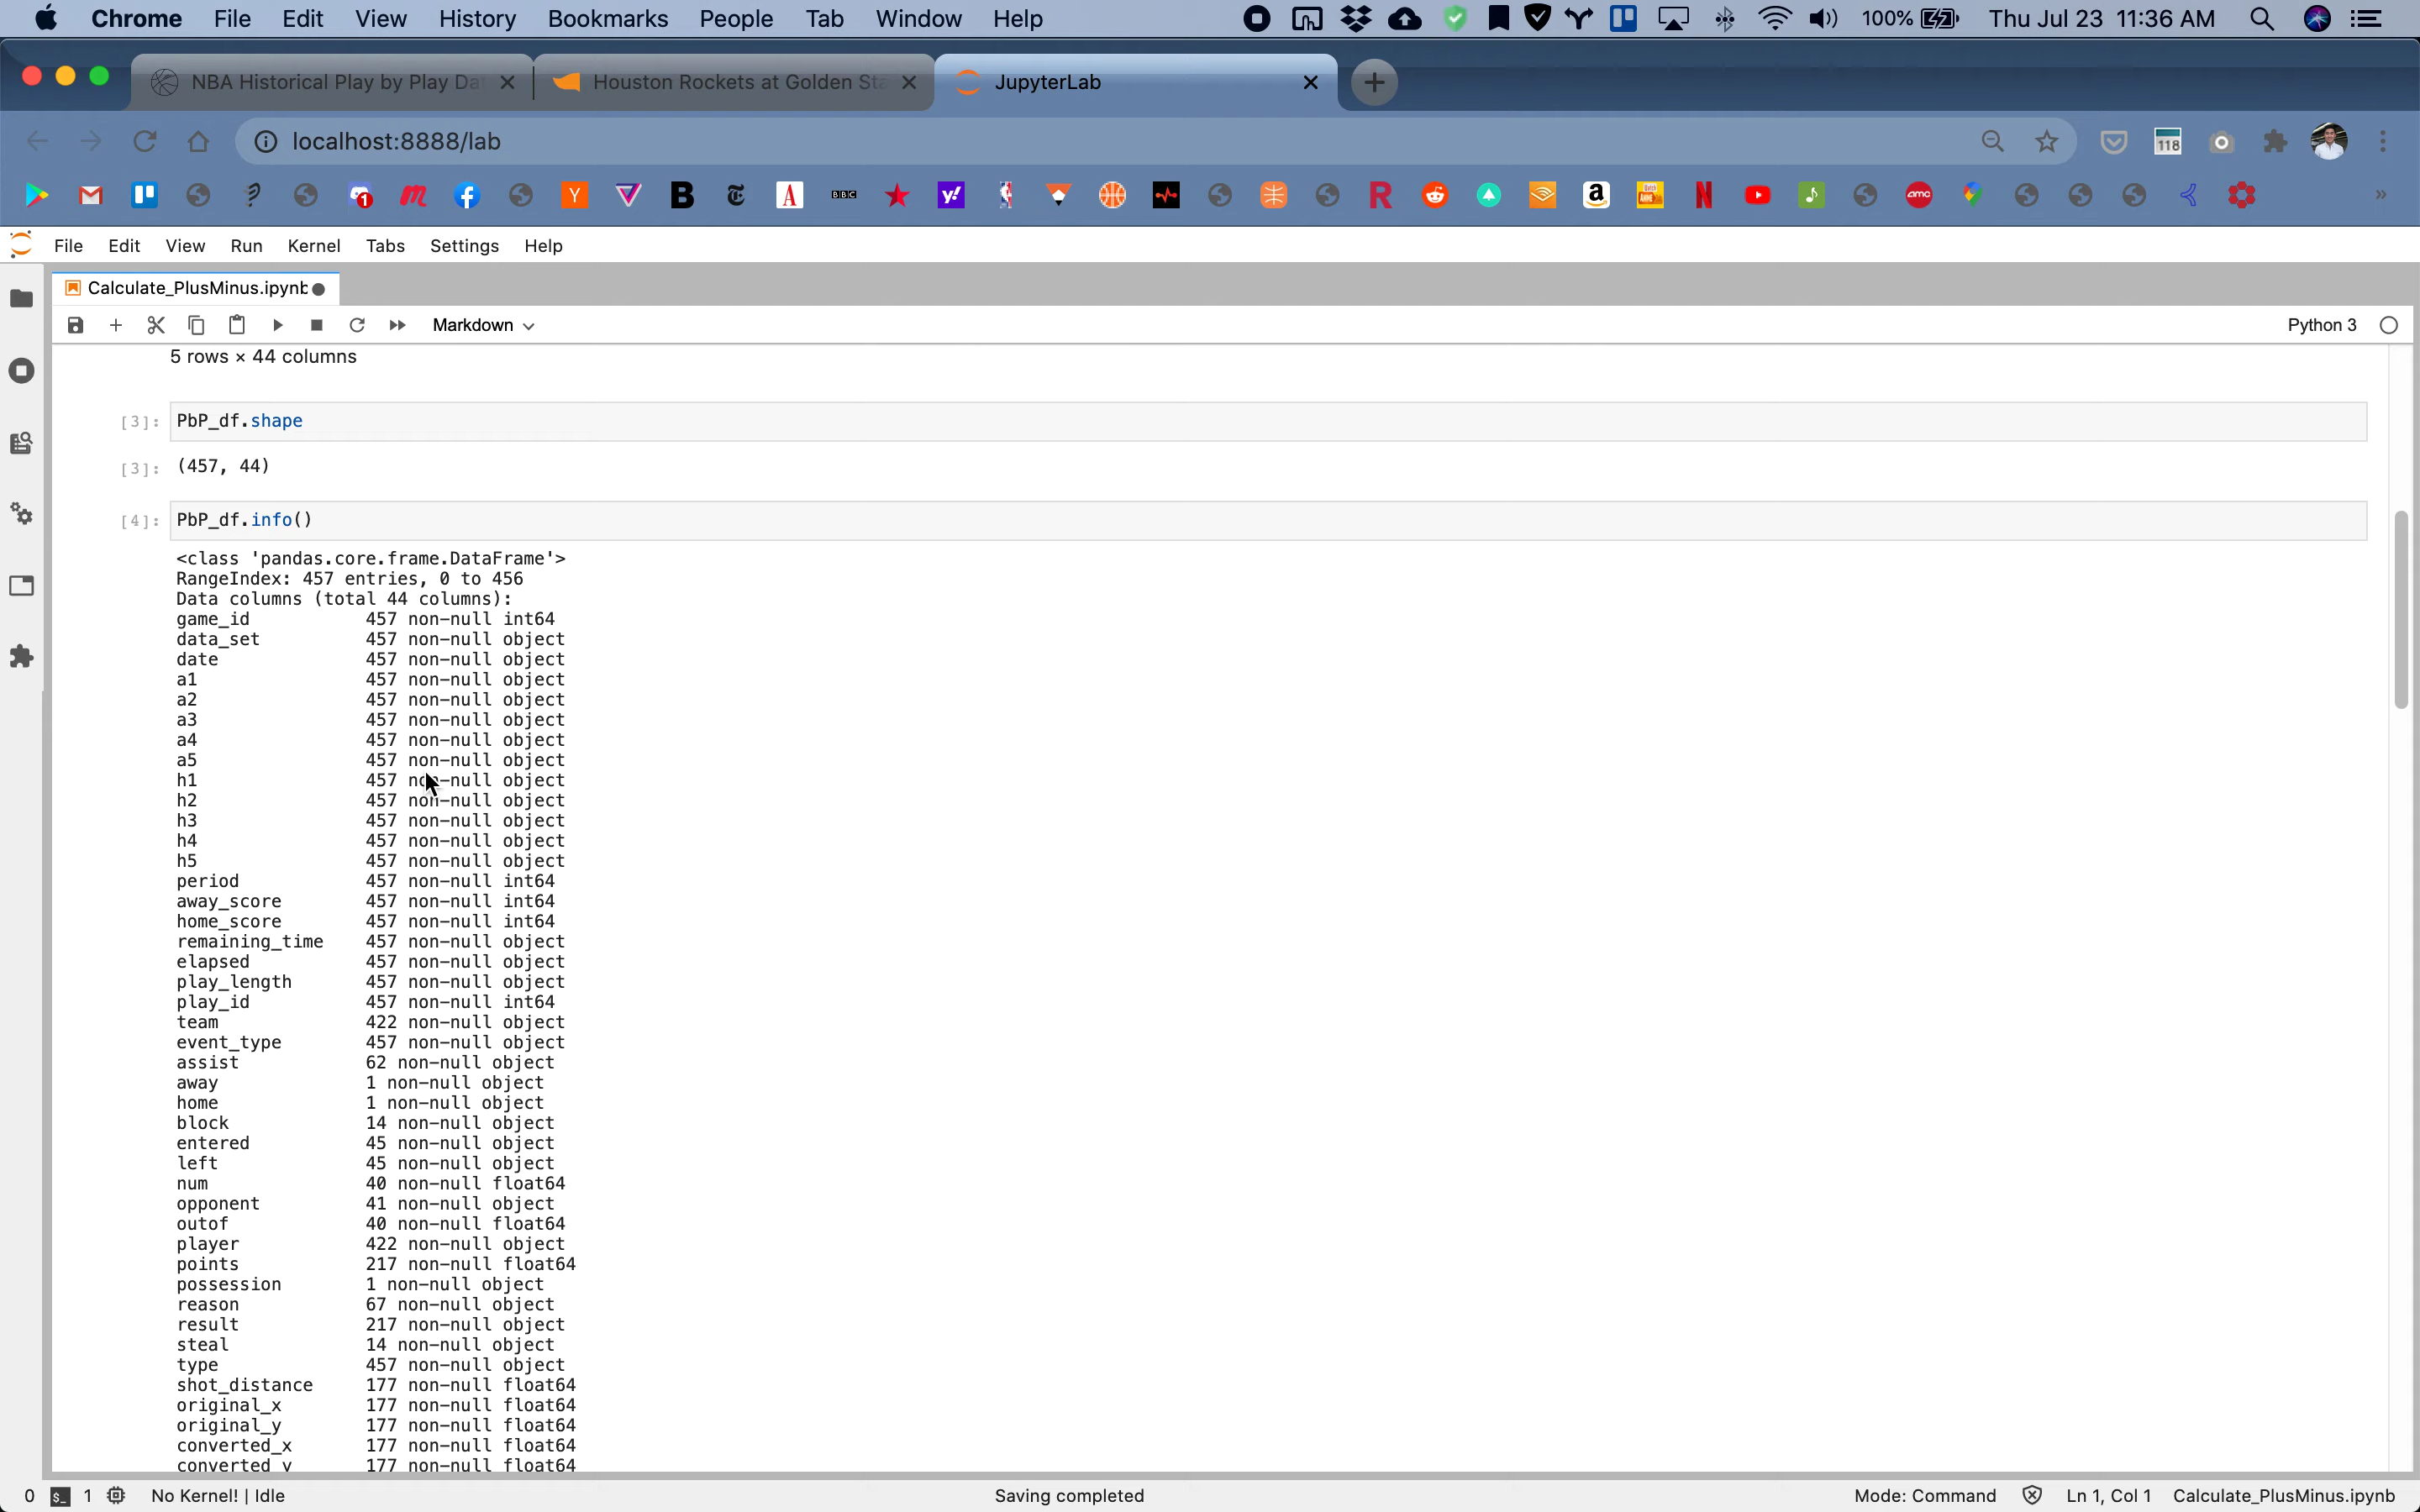 Chrome File Edit View History Bookmarks People Tab Window Help 100% Thu Jul 23 11:36 AM
NBA Historical Play by Play Da Houston Rockets at Golden Sta JupyterLab
localhost:8888/lab 118
1 m Y B T A BBC y! R a N amc »
File Edit View Run Kernel Tabs Settings Help
Calculate_PlusMinus.ipynb
Markdown Python 3
5 rows × 44 columns
[3]: PbP_df.shape
[3]: (457, 44)
[4]: PbP_df.info()
<class 'pandas.core.frame.DataFrame'>
RangeIndex: 457 entries, 0 to 456
Data columns (total 44 columns):
game_id 457 non-null int64
data_set 457 non-null object
date 457 non-null object
a1 457 non-null object
a2 457 non-null object
a3 457 non-null object
a4 457 non-null object
a5 457 non-null object
h1 457 non-null object
h2 457 non-null object
h3 457 non-null object
h4 457 non-null object
h5 457 non-null object
period 457 non-null int64
away_score 457 non-null int64
home_score 457 non-null int64
remaining_time 457 non-null object
elapsed 457 non-null object
play_length 457 non-null object
play_id 457 non-null int64
team 422 non-null object
event_type 457 non-null object
assist 62 non-null object
away 1 non-null object
home 1 non-null object
block 14 non-null object
entered 45 non-null object
left 45 non-null object
num 40 non-null float64
opponent 41 non-null object
outof 40 non-null float64
player 422 non-null object
points 217 non-null float64
possession 1 non-null object
reason 67 non-null object
result 217 non-null object
steal 14 non-null object
type 457 non-null object
shot_distance 177 non-null float64
original_x 177 non-null float64
original_y 177 non-null float64
converted_x 177 non-null float64
converted_y 177 non-null float64
0 $_ 1 No Kernel! | Idle Saving completed Mode: Command Ln 1, Col 1 Calculate_PlusMinus.ipynb